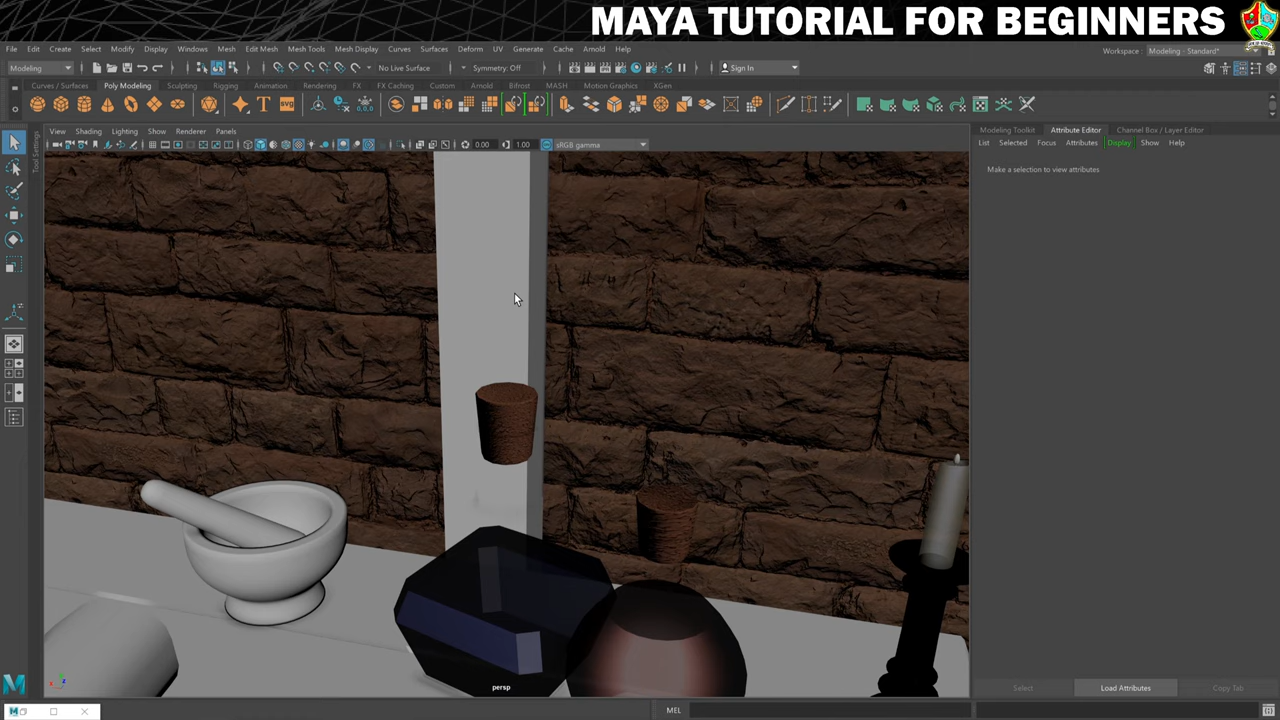 MAYA TUTORIAL FOR BEGINNERS
File Edit Create Select Modify Display Windows Mesh Edit Mesh Mesh Tools Mesh Display Curves Surfaces Deform UV Generate Cache Arnold Help
Workspace: Modeling - Standard*
Modeling No Live Surface Symmetry: Off Sign In
Curves / Surfaces Poly Modeling Sculpting Rigging Animation Rendering FX FX Caching Custom Arnold Bifrost MASH Motion Graphics XGen
View Shading Lighting Show Renderer Panels
Modeling Toolkit Attribute Editor Channel Box / Layer Editor
0.00 1.00 sRGB gamma
List Selected Focus Attributes Display Show Help
Tool Settings
Make a selection to view attributes
persp
Select Load Attributes Copy Tab
MEL